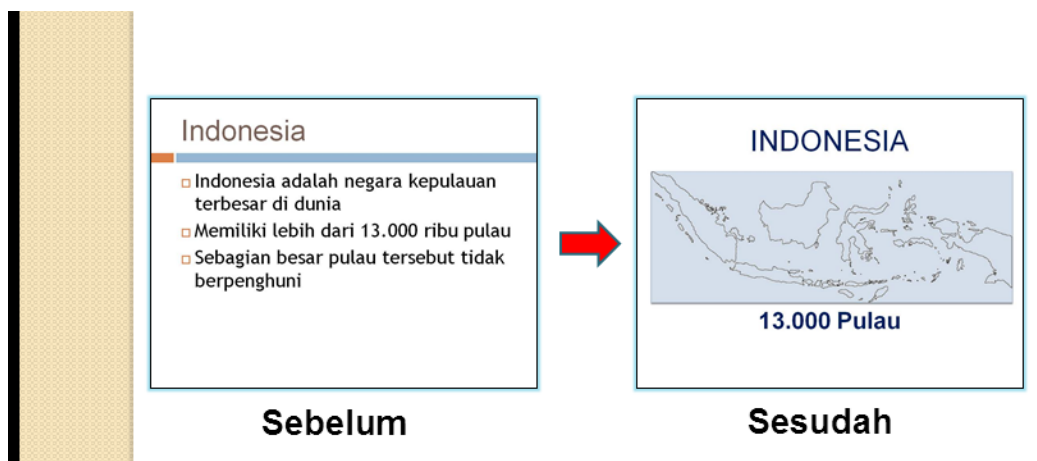 Indonesia
Indonesia adalah negara kepulauan
terbesar di dunia
Memiliki lebih dari 13.000 ribu pulau
Sebagian besar pulau tersebut tidak
berpenghuni
Sebelum
INDONESIA
13.000 Pulau
Sesudah